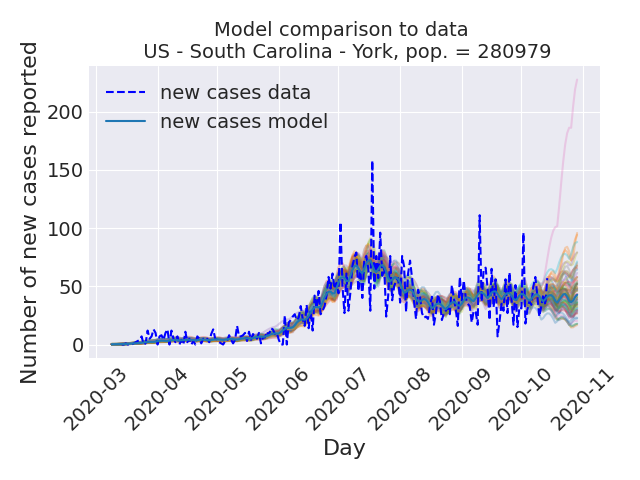 Model comparison to data
US - South Carolina - York, pop. = 280979
Number of new cases reported
new cases data
new cases model
200
150
100
50
0
2020-03
2020-04
2020-05
2020-06
2020-07
2020-08
2020-09
2020-10
2020-11
Day